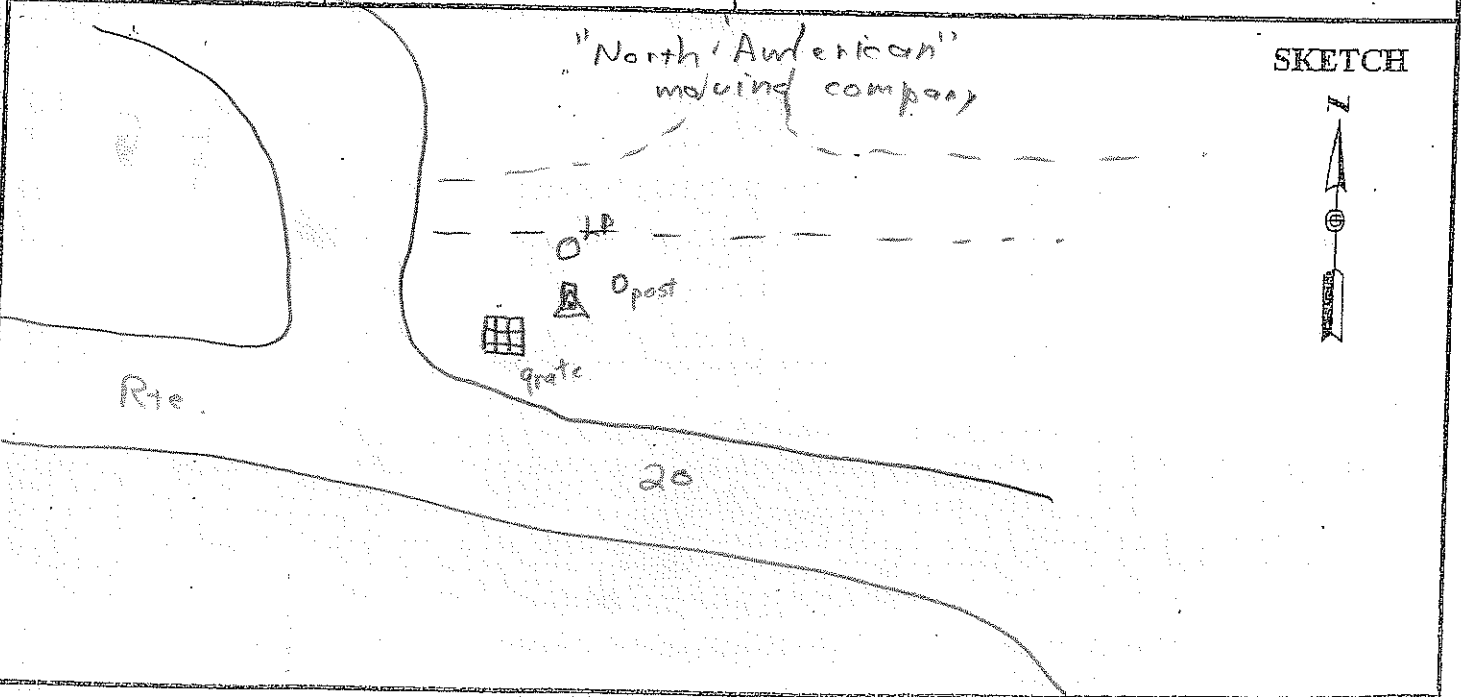 "North American"
moving company
SKETCH
N
LP
post
grate
Rte.
20